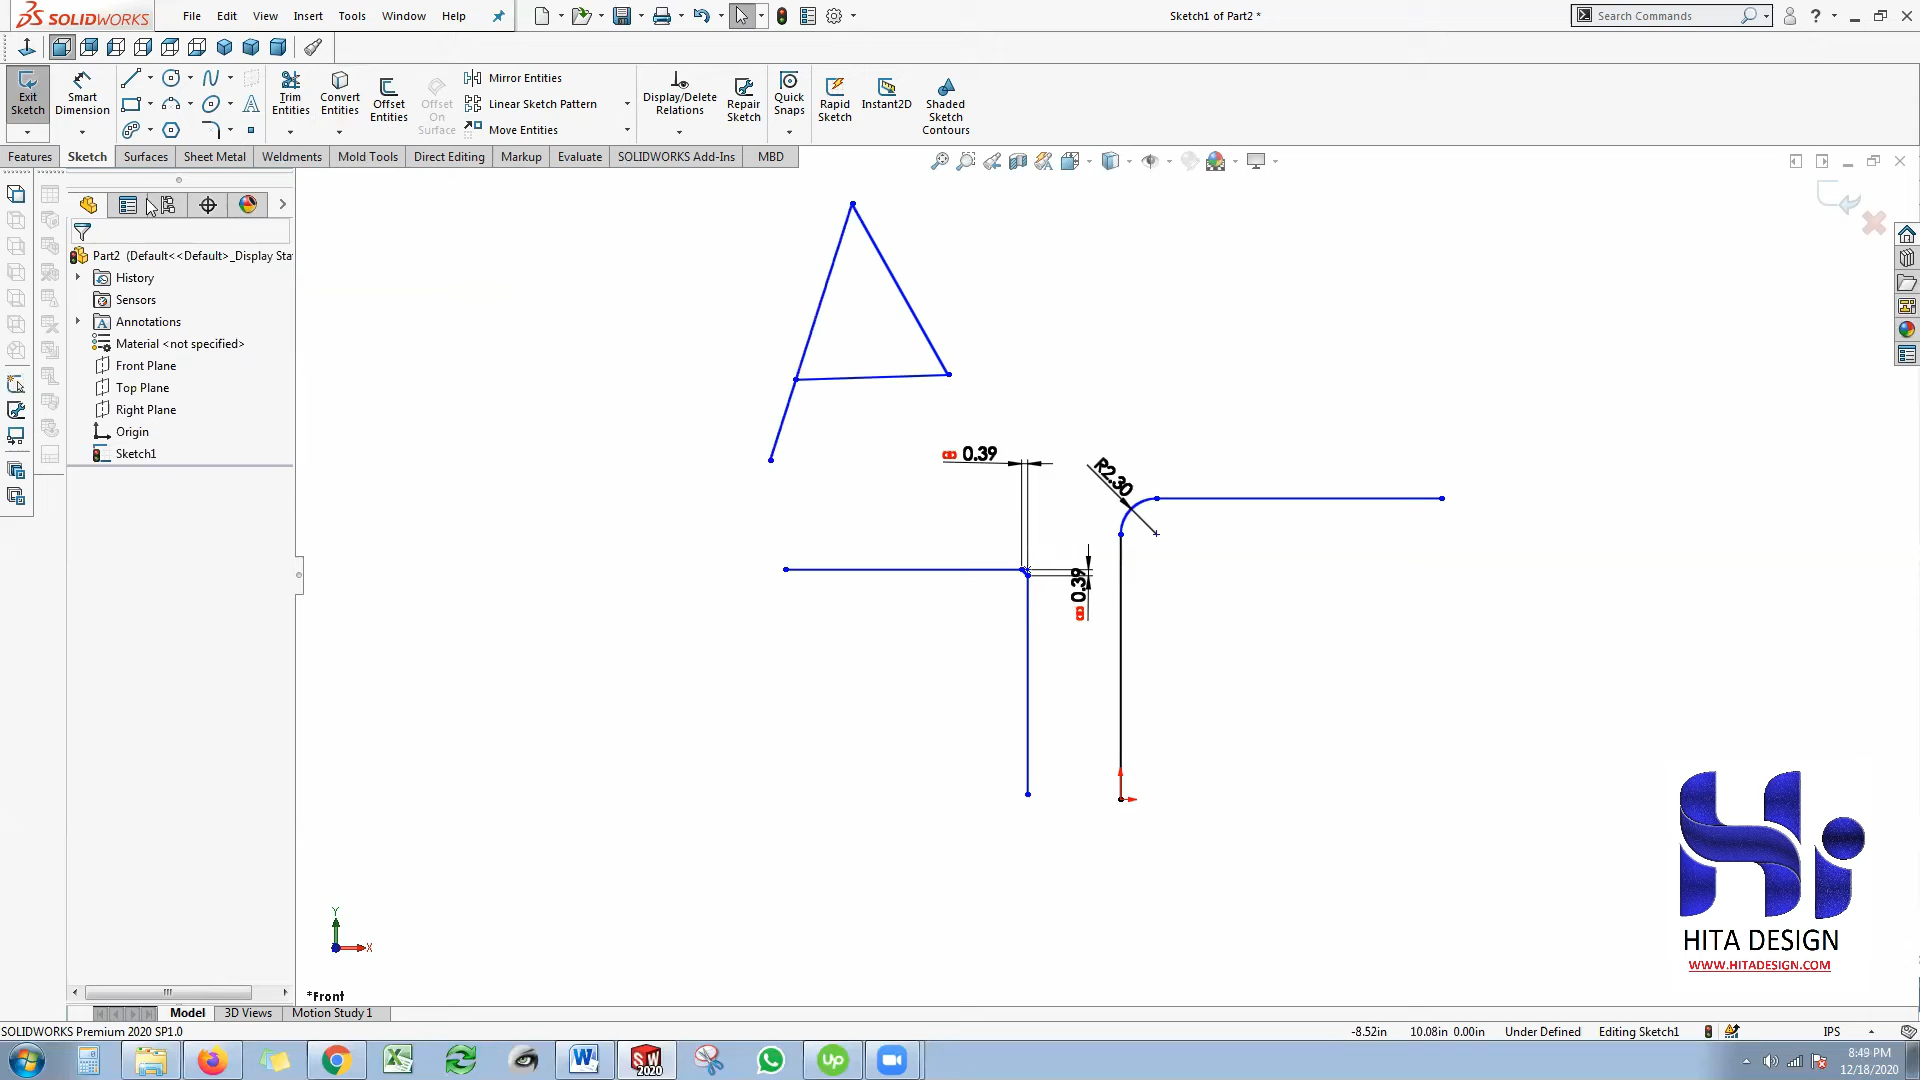 SOLIDWORKS
File Edit View Insert Tools Window Help
Sketch1 of Part2 *
Search Commands
Exit Sketch
Smart Dimension
Trim Entities
Convert Entities
Offset Entities
Offset On Surface
Mirror Entities
Linear Sketch Pattern
Move Entities
Display/Delete Relations
Repair Sketch
Quick Snaps
Rapid Sketch
Instant2D
Shaded Sketch Contours
Features Sketch Surfaces Sheet Metal Weldments Mold Tools Direct Editing Markup Evaluate SOLIDWORKS Add-Ins MBD
Part2 (Default<<Default>_Display Sta
History
Sensors
Annotations
Material <not specified>
Front Plane
Top Plane
Right Plane
Origin
Sketch1
0.39
R2.30
0.39
Y
X
*Front
Hi
HITA DESIGN
WWW.HITADESIGN.COM
Model 3D Views Motion Study 1
SOLIDWORKS Premium 2020 SP1.0
-8.52in 10.08in 0.00in Under Defined Editing Sketch1 IPS
SW 2020
Up
8:49 PM
12/18/2020